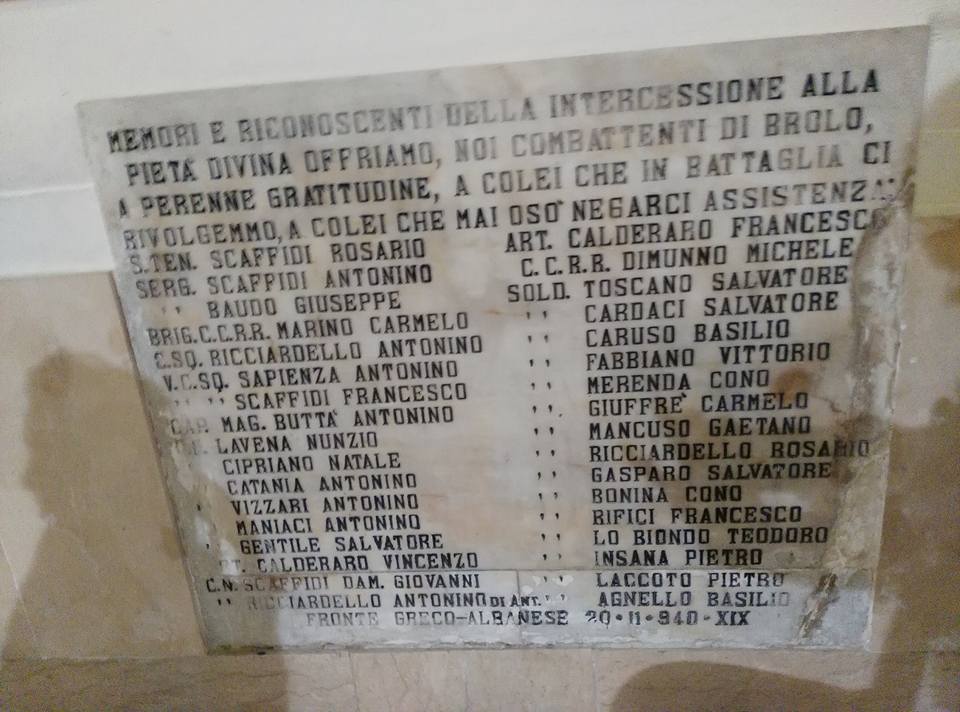 MEMORI E RICONOSCENTI DELLA INTERCESSIONE ALLA
PIETÀ DIVINA OFFRIAMO, NOI COMBATTENTI DI BROLO,
A PERENNE GRATITUDINE, A COLEI CHE IN BATTAGLIA CI
RIVOLGEMMO, A COLEI CHE MAI OSO' NEGARCI ASSISTENZA:
S.TEN. SCAFFIDI ROSARIO ART. CALDERARO FRANCESCO
SERG. SCAFFIDI ANTONINO C.C.R.R. DIMUNNO MICHELE
'' BAUDO GIUSEPPE SOLD. TOSCANO SALVATORE
BRIG.C.C.R.R. MARINO CARMELO '' CARDACI SALVATORE
C.SQ. RICCIARDELLO ANTONINO '' CARUSO BASILIO
V.C.SQ. SAPIENZA ANTONINO '' FABBIANO VITTORIO
'' '' SCAFFIDI FRANCESCO '' MERENDA CONO
CAP. MAG. BUTTA' ANTONINO '' GIUFFRE' CARMELO
LAVENA NUNZIO '' MANCUSO GAETANO
CIPRIANO NATALE '' RICCIARDELLO ROSARIO
CATANIA ANTONINO '' GASPARO SALVATORE
VIZZARI ANTONINO '' BONINA CONO
MANIACI ANTONINO '' RIFICI FRANCESCO
GENTILE SALVATORE '' LO BIONDO TEODORO
CALDERARO VINCENZO '' INSANA PIETRO
C.N. SCAFFIDI DAM. GIOVANNI '' LACCOTO PIETRO
'' RICCIARDELLO ANTONINO DI ANT. '' AGNELLO BASILIO
FRONTE GRECO-ALBANESE 20•11•940•XIX